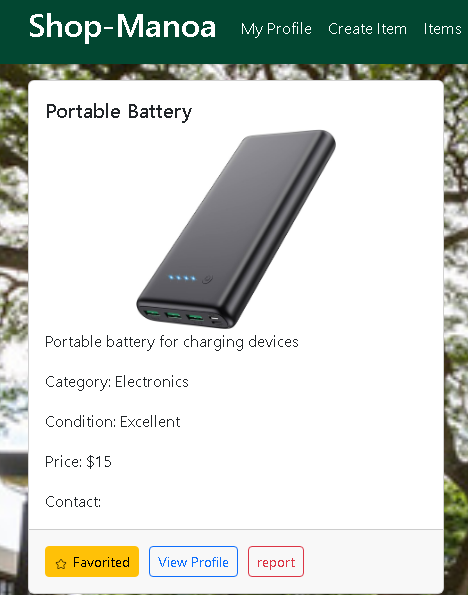 Shop-Manoa My Profile Create Item Items
Portable Battery
Portable battery for charging devices
Category: Electronics
Condition: Excellent
Price: $15
Contact:
Favorited View Profile report